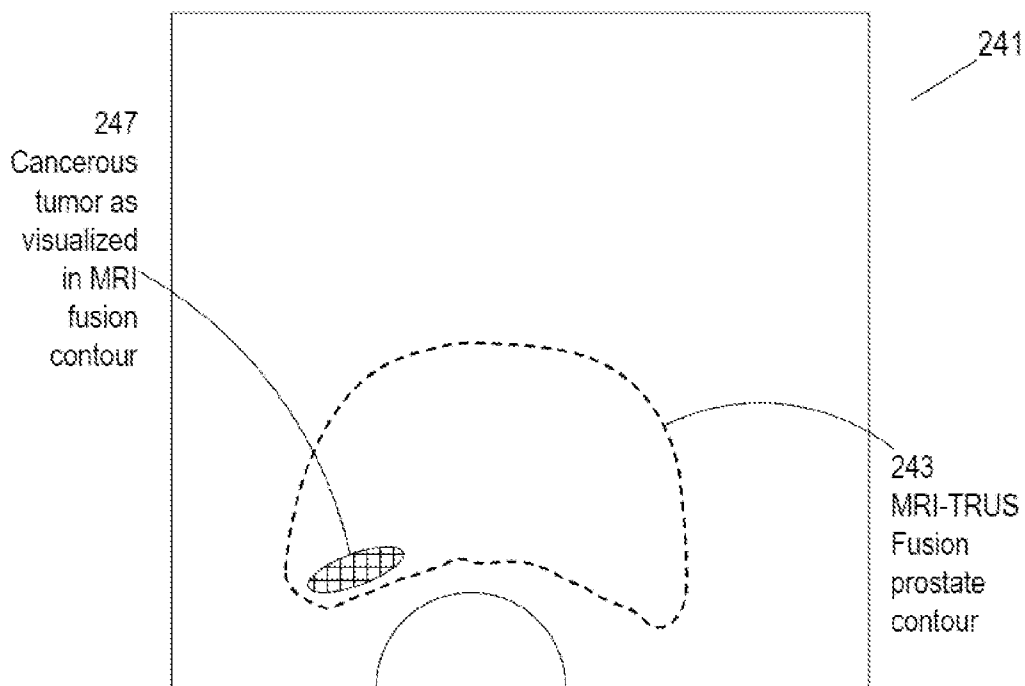 241
247
Cancerous
tumor as
visualized
in MRI
fusion
contour
243
MRI-TRUS
Fusion
prostate
contour